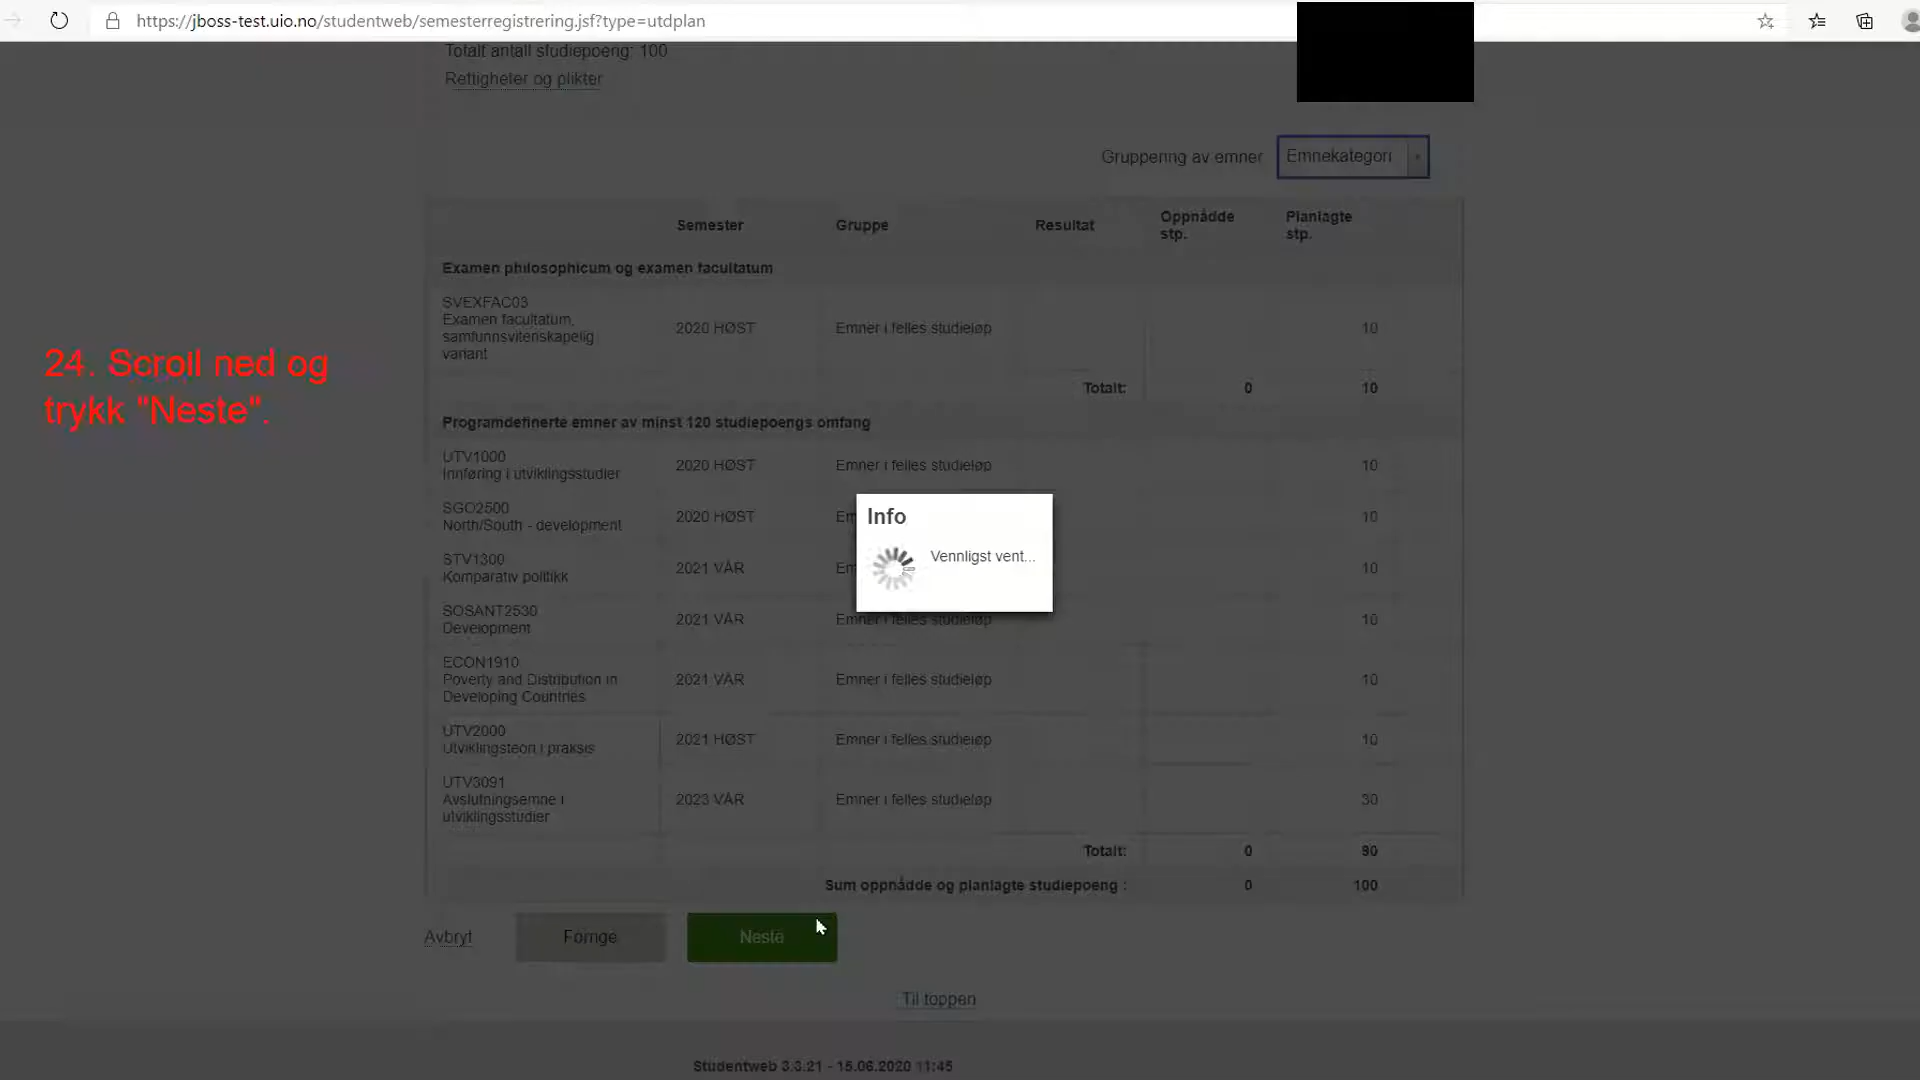 https://jboss-test.uio.no/studentweb/semesterregistrering.jsf?type=utdplan
Totalt antall studiepoeng: 100
Rettigheter og plikter
Gruppering av emner Emnekategori
Semester Gruppe Resultat Oppnådde stp. Planlagte stp.
Examen philosophicum og examen facultatum
SVEXFAC03
Examen facultatum,
samfunnsvitenskapelig
variant
2020 HØST Emner i felles studieløp 10
Totalt: 0 10
24. Scroll ned og
trykk "Neste".
Programdefinerte emner av minst 120 studiepoengs omfang
UTV1000
Innføring i utviklingsstudier
2020 HØST Emner i felles studieløp 10
SGO2500
North/South - development
2020 HØST Em 10
STV1300
Komparativ politikk
2021 VÅR Em 10
Info
Vennligst vent...
SOSANT2530
Development
2021 VÅR Emner i felles studieløp 10
ECON1910
Poverty and Distribution in
Developing Countries
2021 VÅR Emner i felles studieløp 10
UTV2000
Utviklingsteori i praksis
2021 HØST Emner i felles studieløp 10
UTV3091
Avslutningsemne i
utviklingsstudier
2023 VÅR Emner i felles studieløp 30
Totalt: 0 90
Sum oppnådde og planlagte studiepoeng : 0 100
Avbryt Forrige Neste
Til toppen
Studentweb 3.3.21 - 15.06.2020 11:45